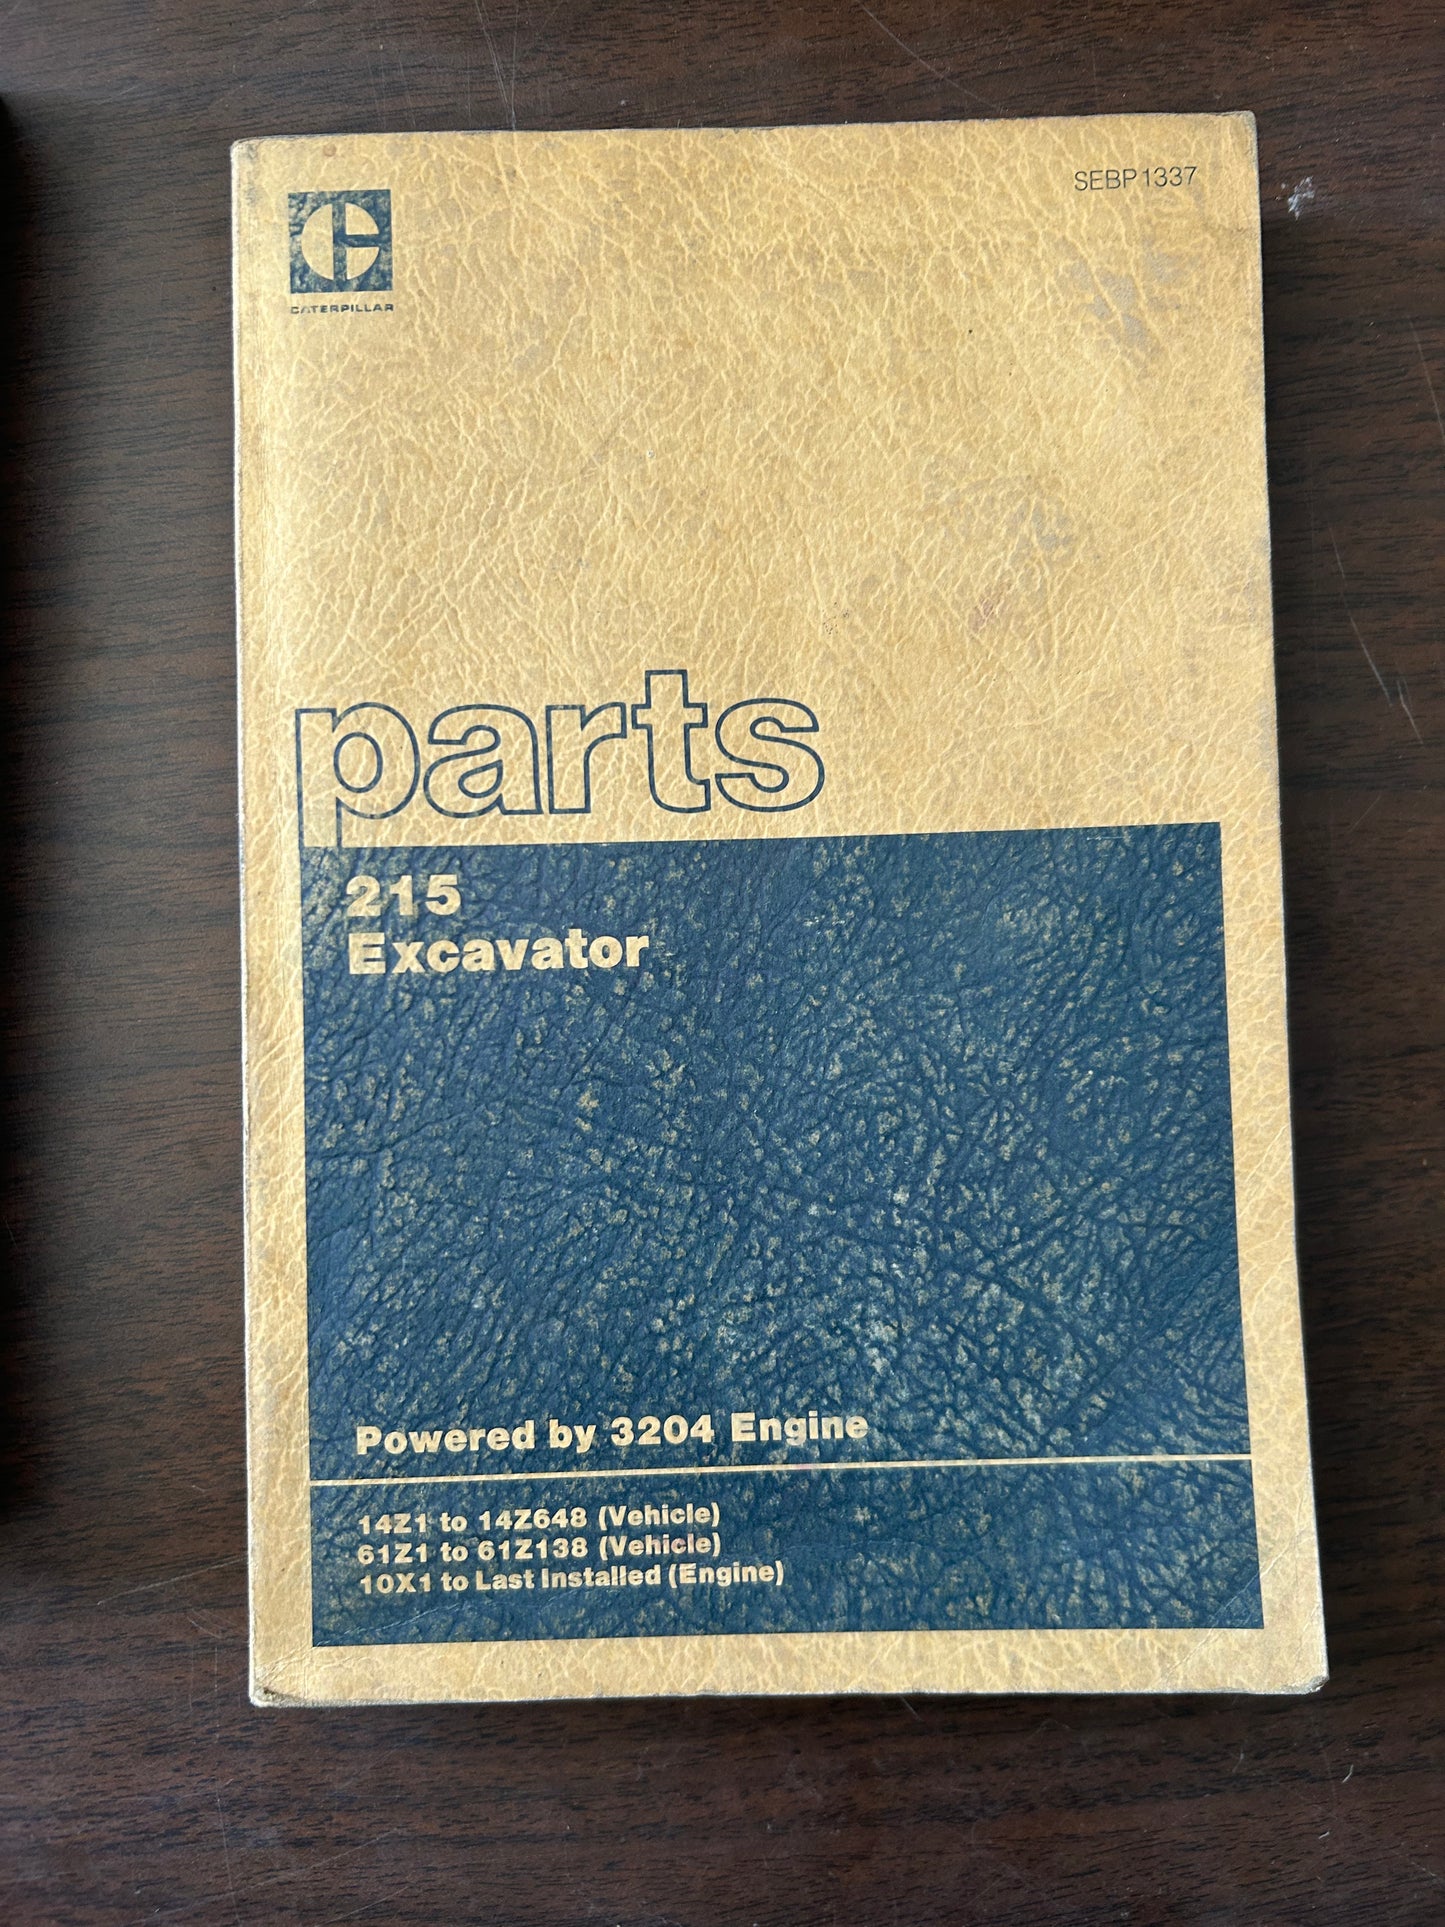 SEBP1337
CATERPILLAR
parts
215
Excavator
Powered by 3204 Engine
14Z1 to 14Z648 (Vehicle)
61Z1 to 61Z138 (Vehicle)
10X1 to Last Installed (Engine)